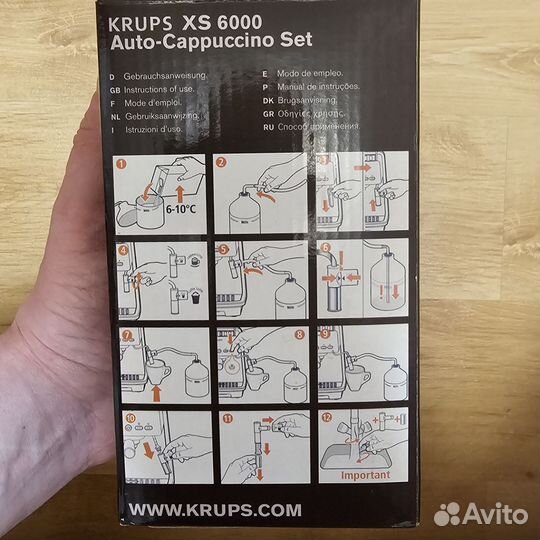 KRUPS XS 6000
Auto-Cappuccino Set
D Gebrauchsanweisung.
GB Instructions of use.
F Mode d'emploi.
NL Gebruiksaanwijzing.
I Istruzioni d'uso.
E Modo de empleo.
P Manual de instruções.
DK Brugsanvisning.
GR Οδηγίες χρήσης.
RU Способ применения.
1
2
3
6-10°C
4
5
6
7
8
9
10
11
12
Important
WWW.KRUPS.COM
Avito